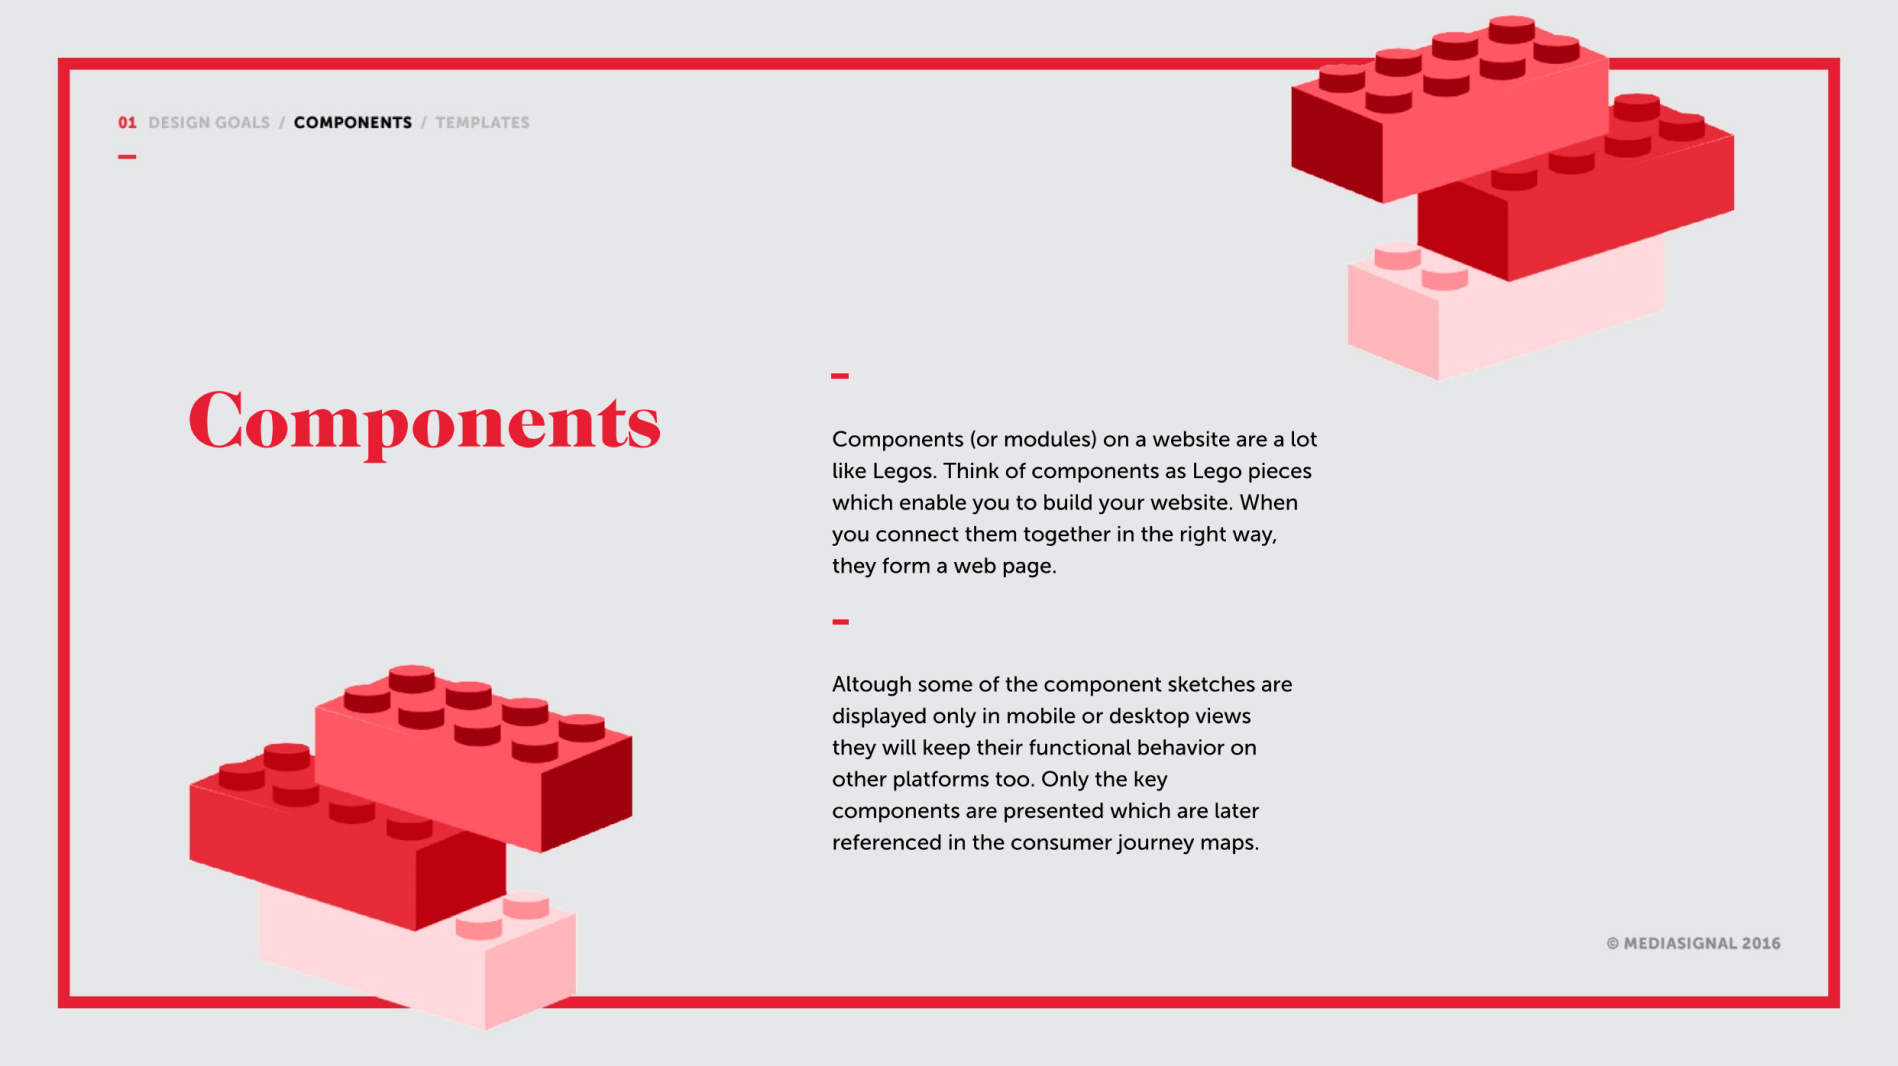 01 DESIGN GOALS / COMPONENTS / TEMPLATES
Components
Components (or modules) on a website are a lot
like Legos. Think of components as Lego pieces
which enable you to build your website. When
you connect them together in the right way,
they form a web page.
Altough some of the component sketches are
displayed only in mobile or desktop views
they will keep their functional behavior on
other platforms too. Only the key
components are presented which are later
referenced in the consumer journey maps.
© MEDIASIGNAL 2016